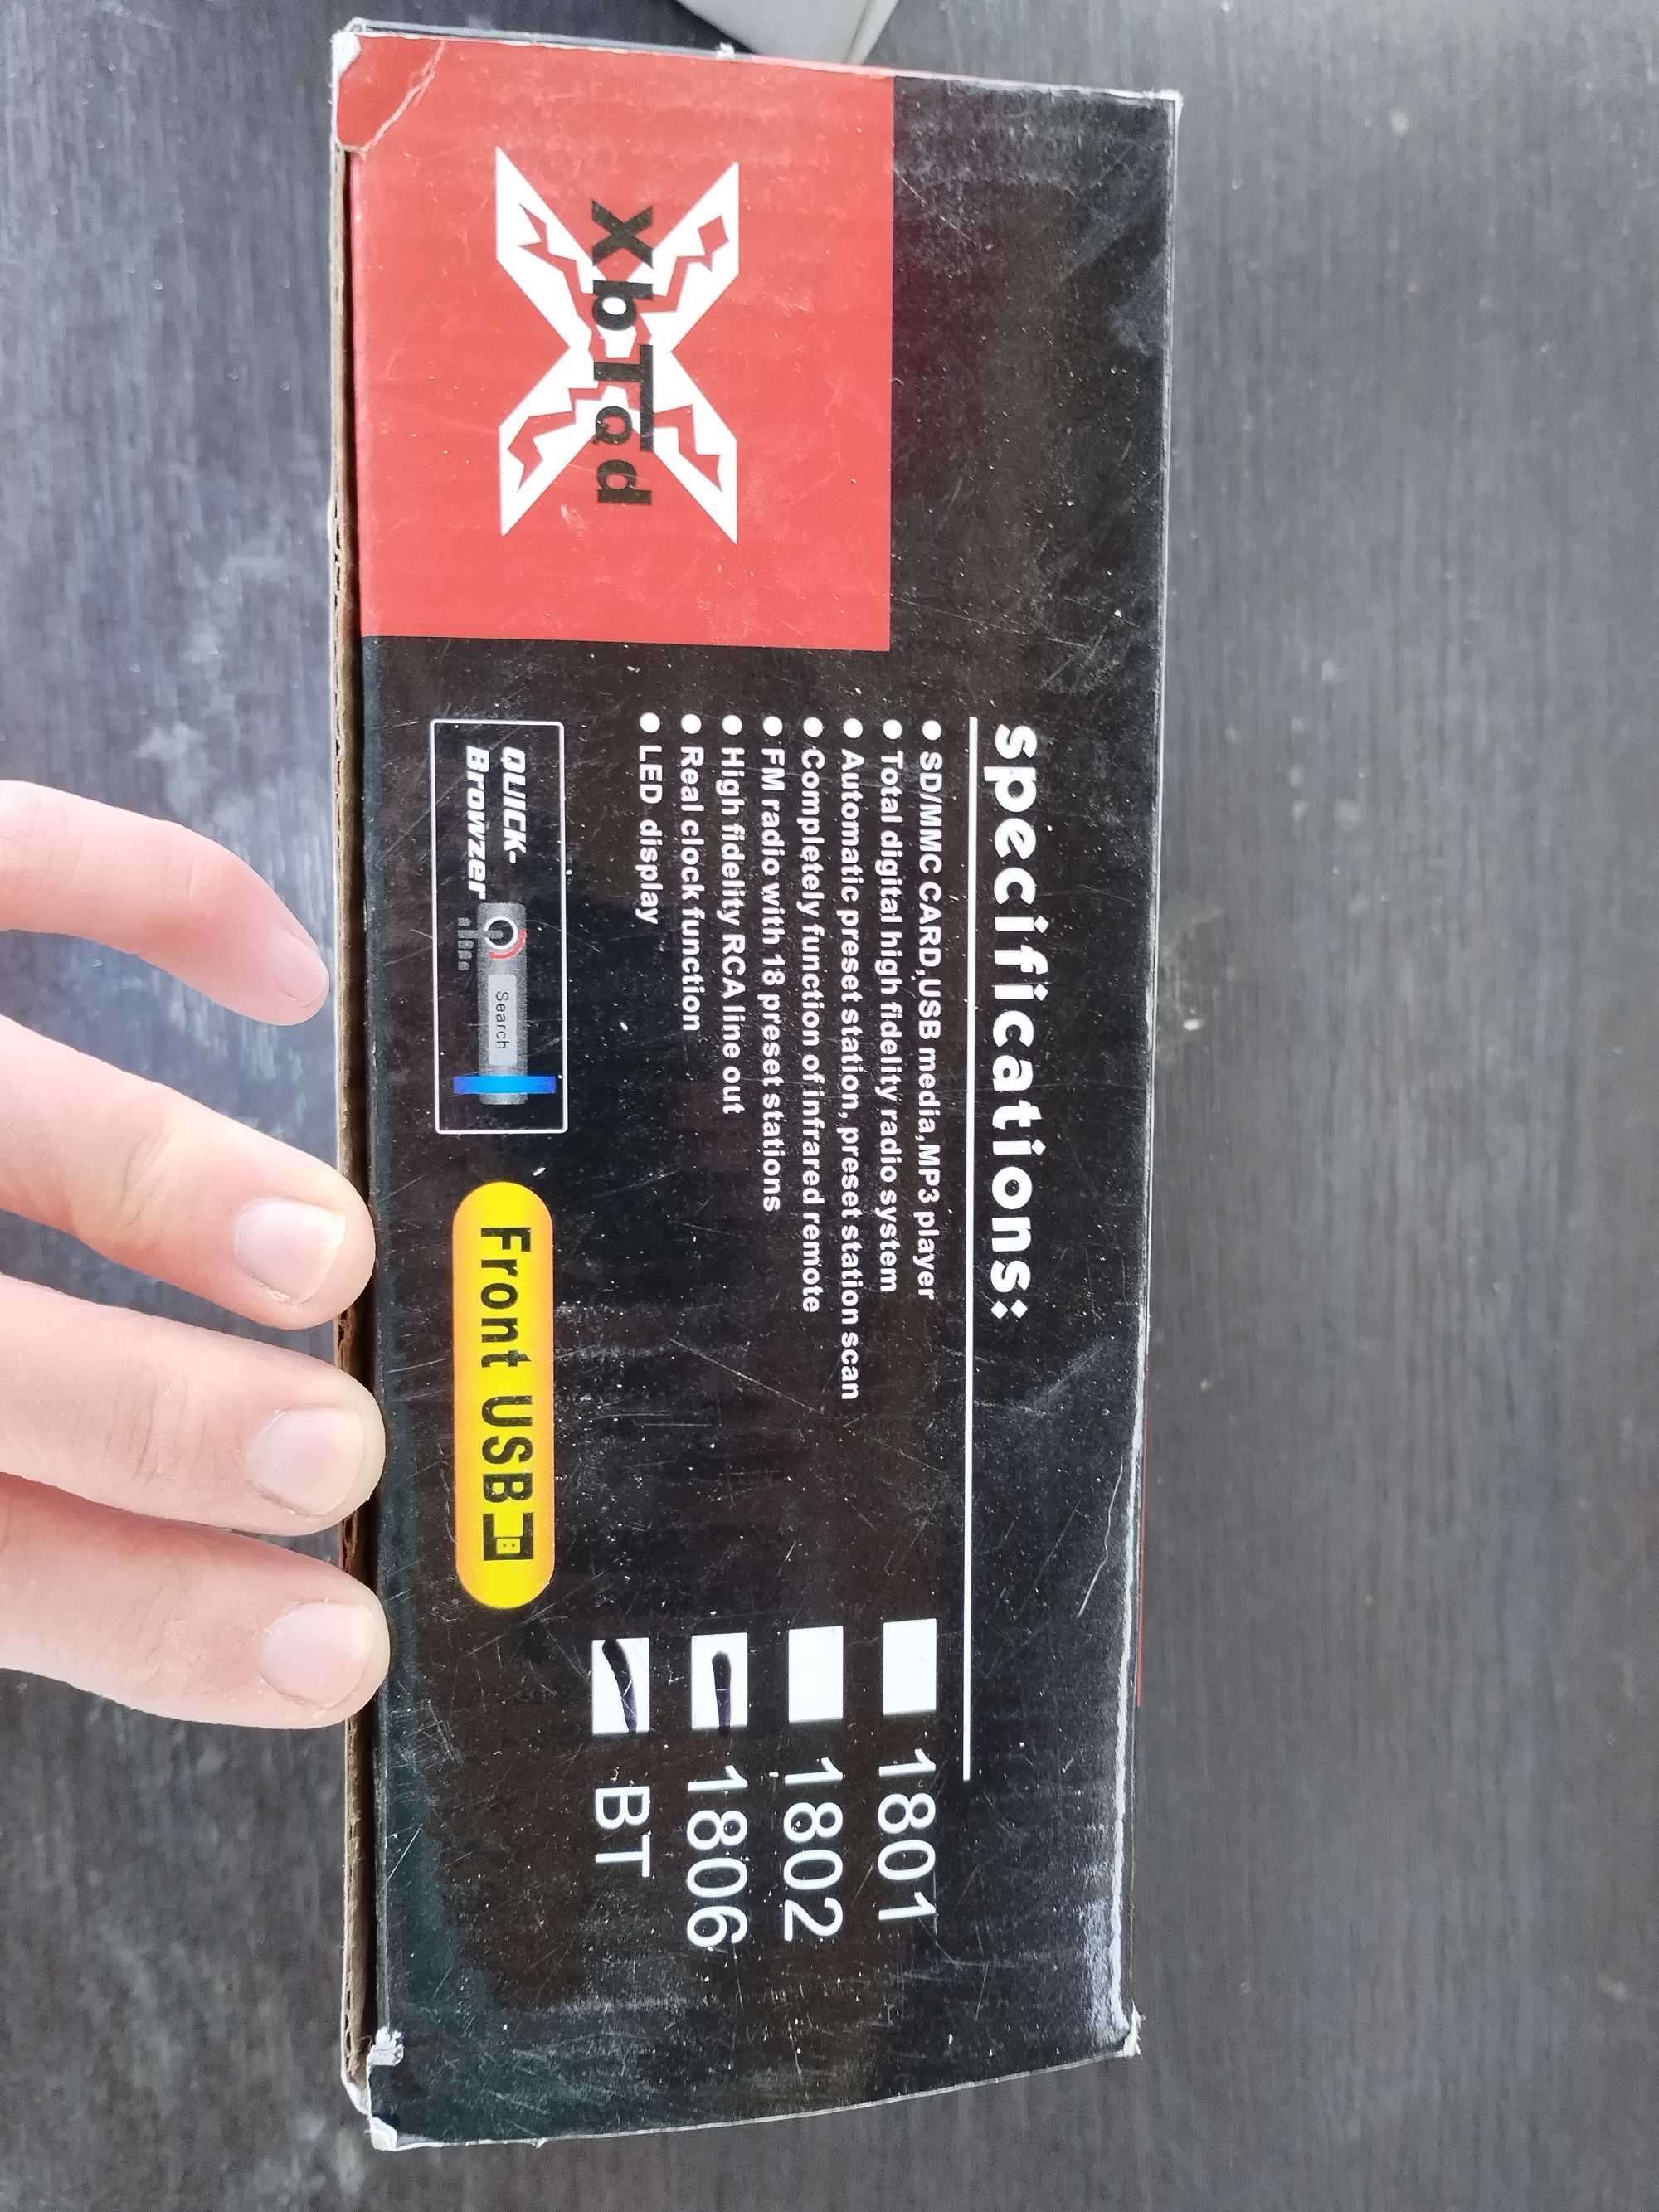 XbTod
specifications:
● SD/MMC CARD,USB media,MP3 player
● Total digital high fidelity radio system
● Automatic preset station, preset station scan
● Completely function of infrared remote
● FM radio with 18 preset stations
● High fidelity RCA line out
● Real clock function
● LED display
QUICK-
Browzer
Search
Front USB
1801
1802
1806
BT